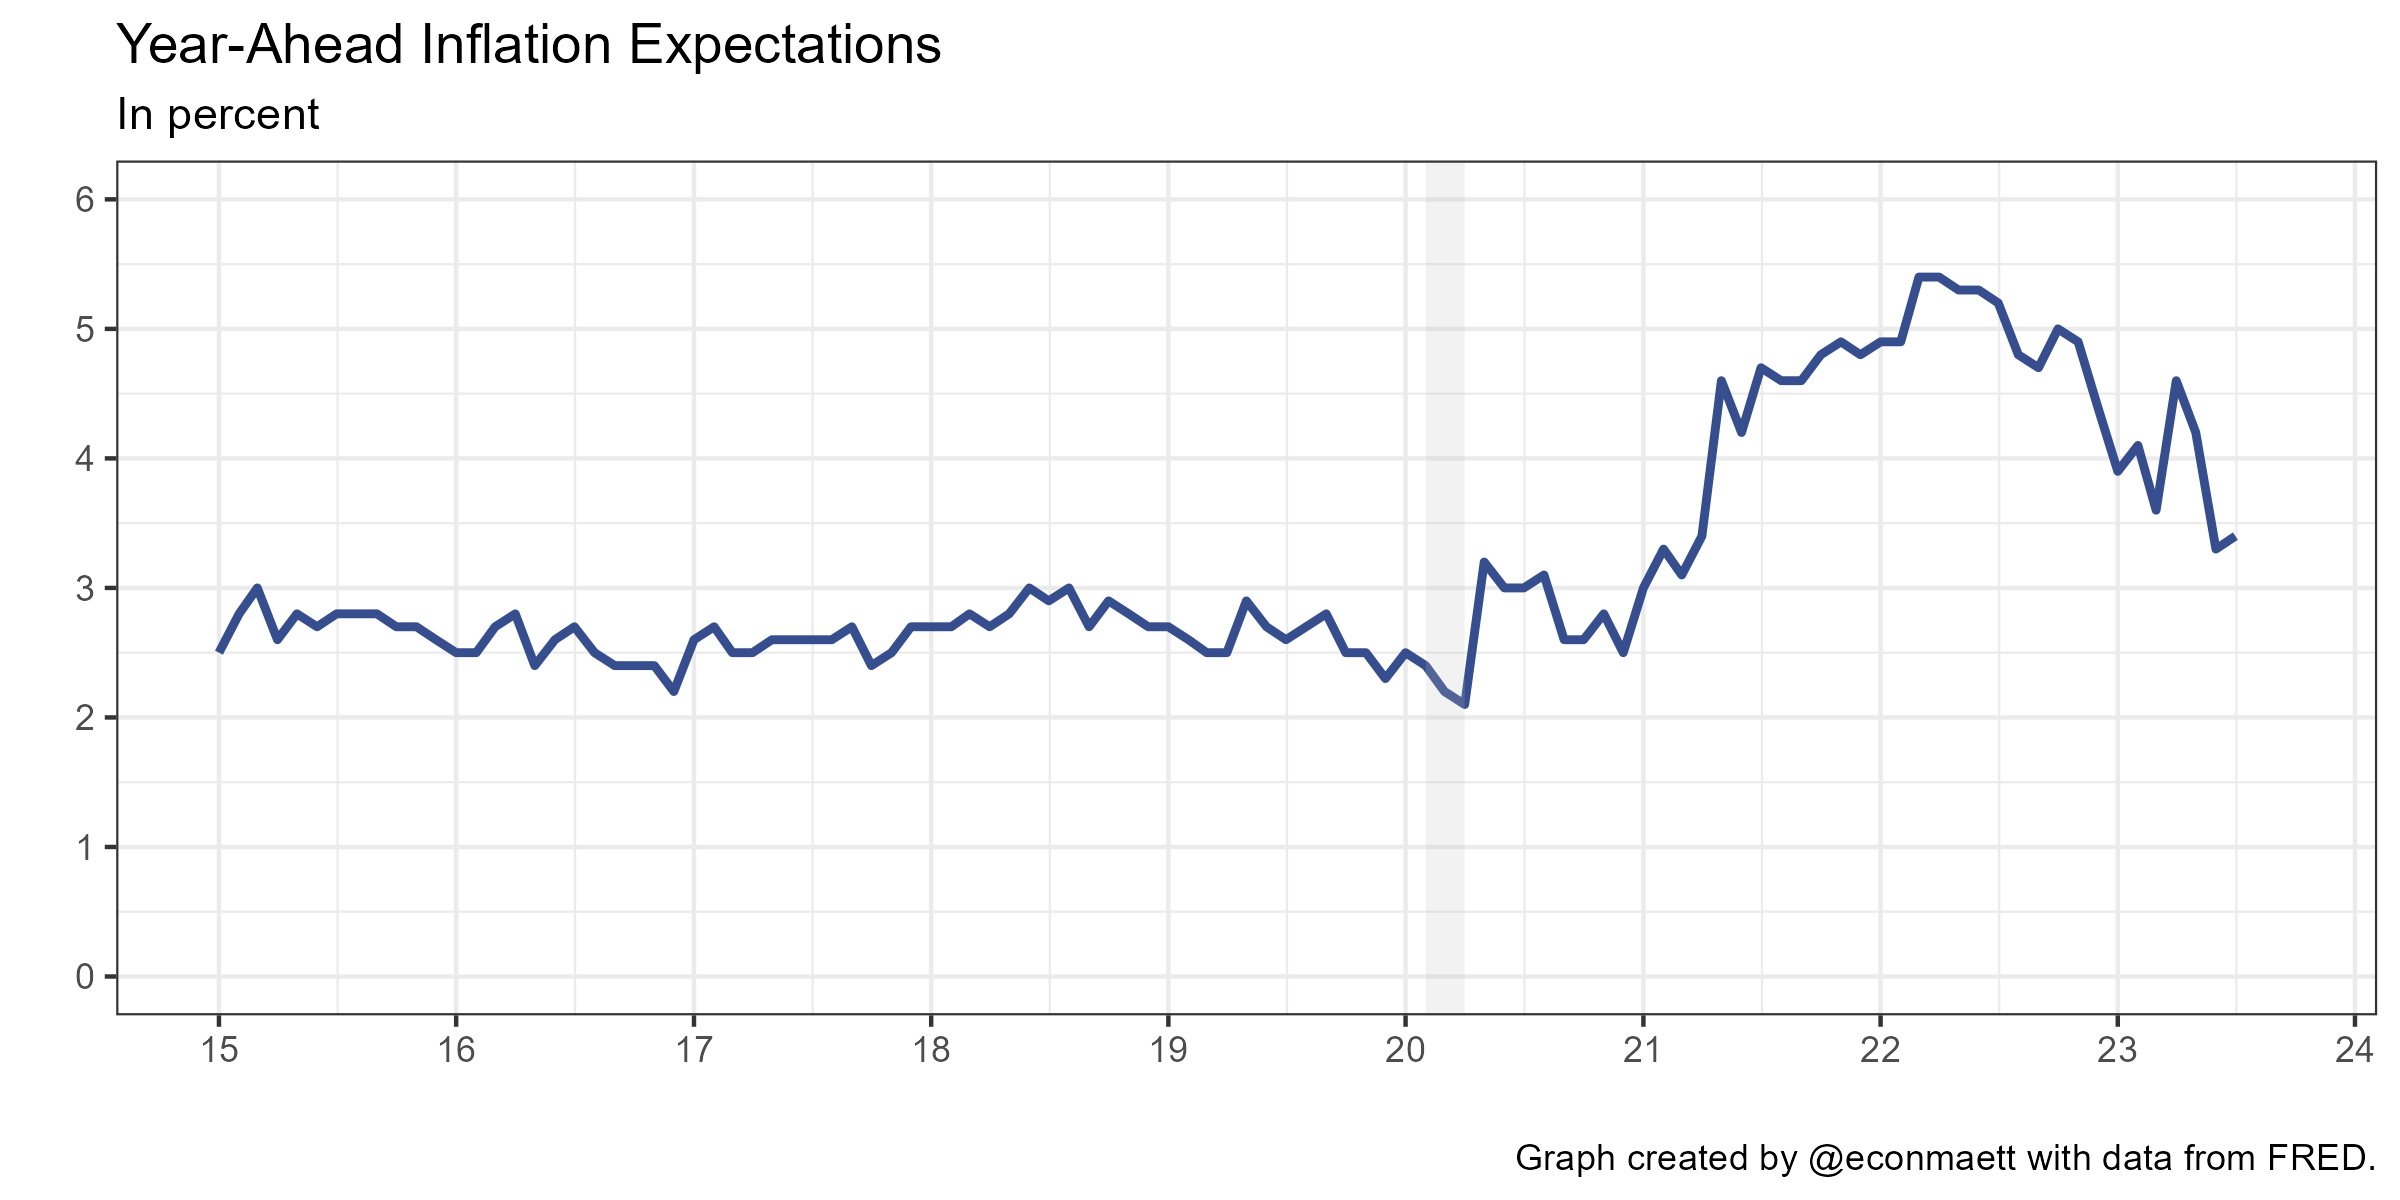 Year-Ahead Inflation Expectations
In percent
6
5
4
3
2
1
0
15 16 17 18 19 20 21 22 23 24
Graph created by @econmaett with data from FRED.